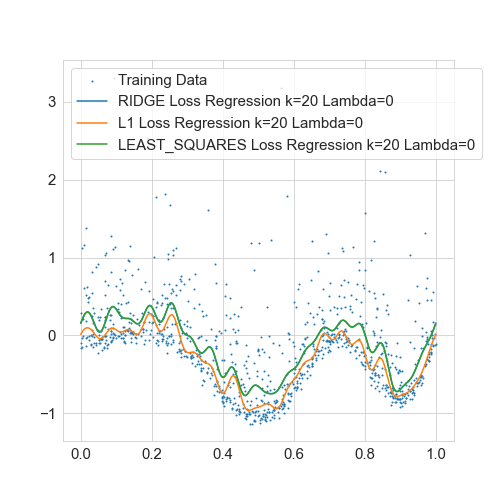 Training Data
RIDGE Loss Regression k=20 Lambda=0
L1 Loss Regression k=20 Lambda=0
LEAST_SQUARES Loss Regression k=20 Lambda=0
3
2
1
0
−1
0.0 0.2 0.4 0.6 0.8 1.0